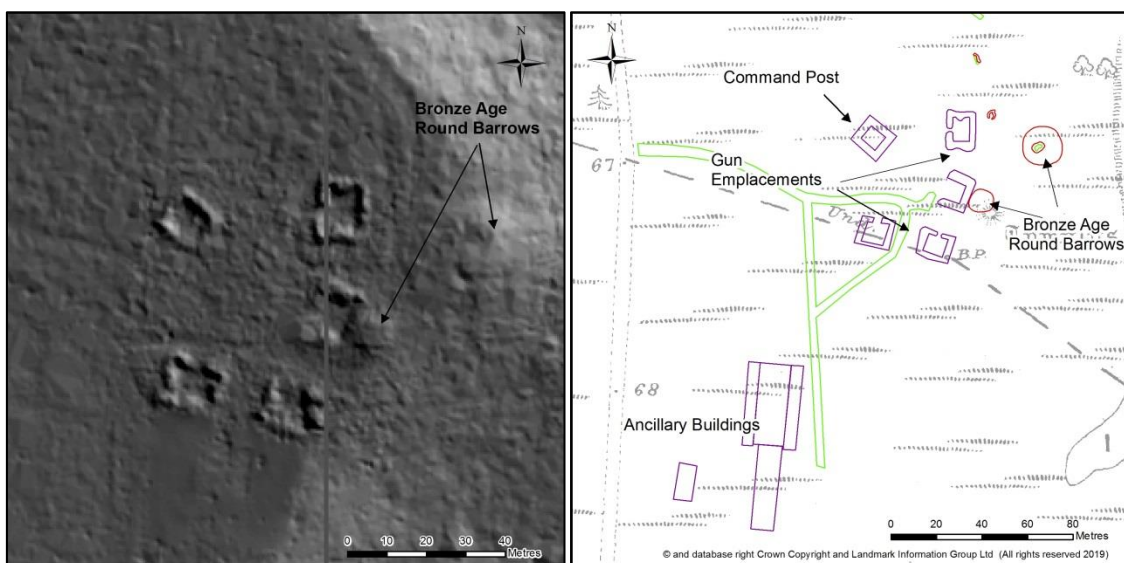 N
Bronze Age
Round Barrows
0 10 20 30 40
Metres
N
Command Post
67
Gun
Emplacements
Und.
Tumulus
Bronze Age
Round Barrows
B.P.
68
Ancillary Buildings
0 20 40 60 80
Metres
© and database right Crown Copyright and Landmark Information Group Ltd (All rights reserved 2019)